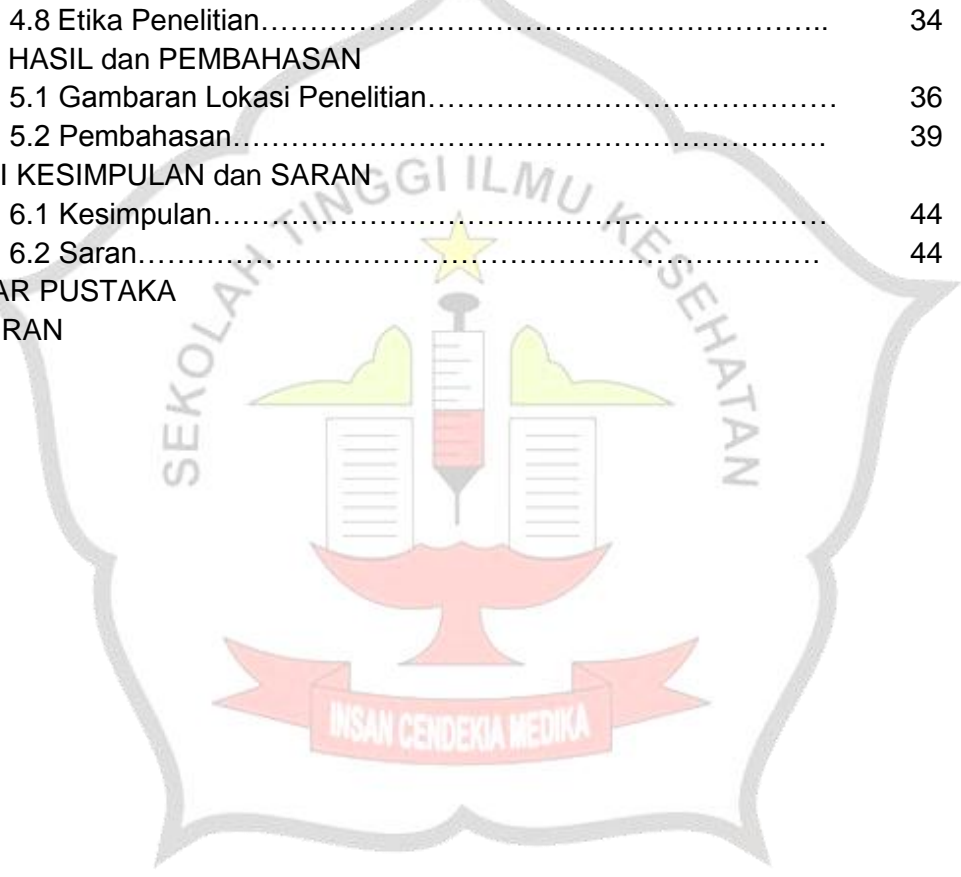 4.8 Etika Penelitian…………………………………………………….. 34
HASIL dan PEMBAHASAN
5.1 Gambaran Lokasi Penelitian………………………………… 36
5.2 Pembahasan………………………………………………… 39
I KESIMPULAN dan SARAN
6.1 Kesimpulan…………………………………………………… 44
6.2 Saran………………………………………………………… 44
AR PUSTAKA
RAN
SEKOLAH TINGGI ILMU KESEHATAN
INSAN CENDEKIA MEDIKA